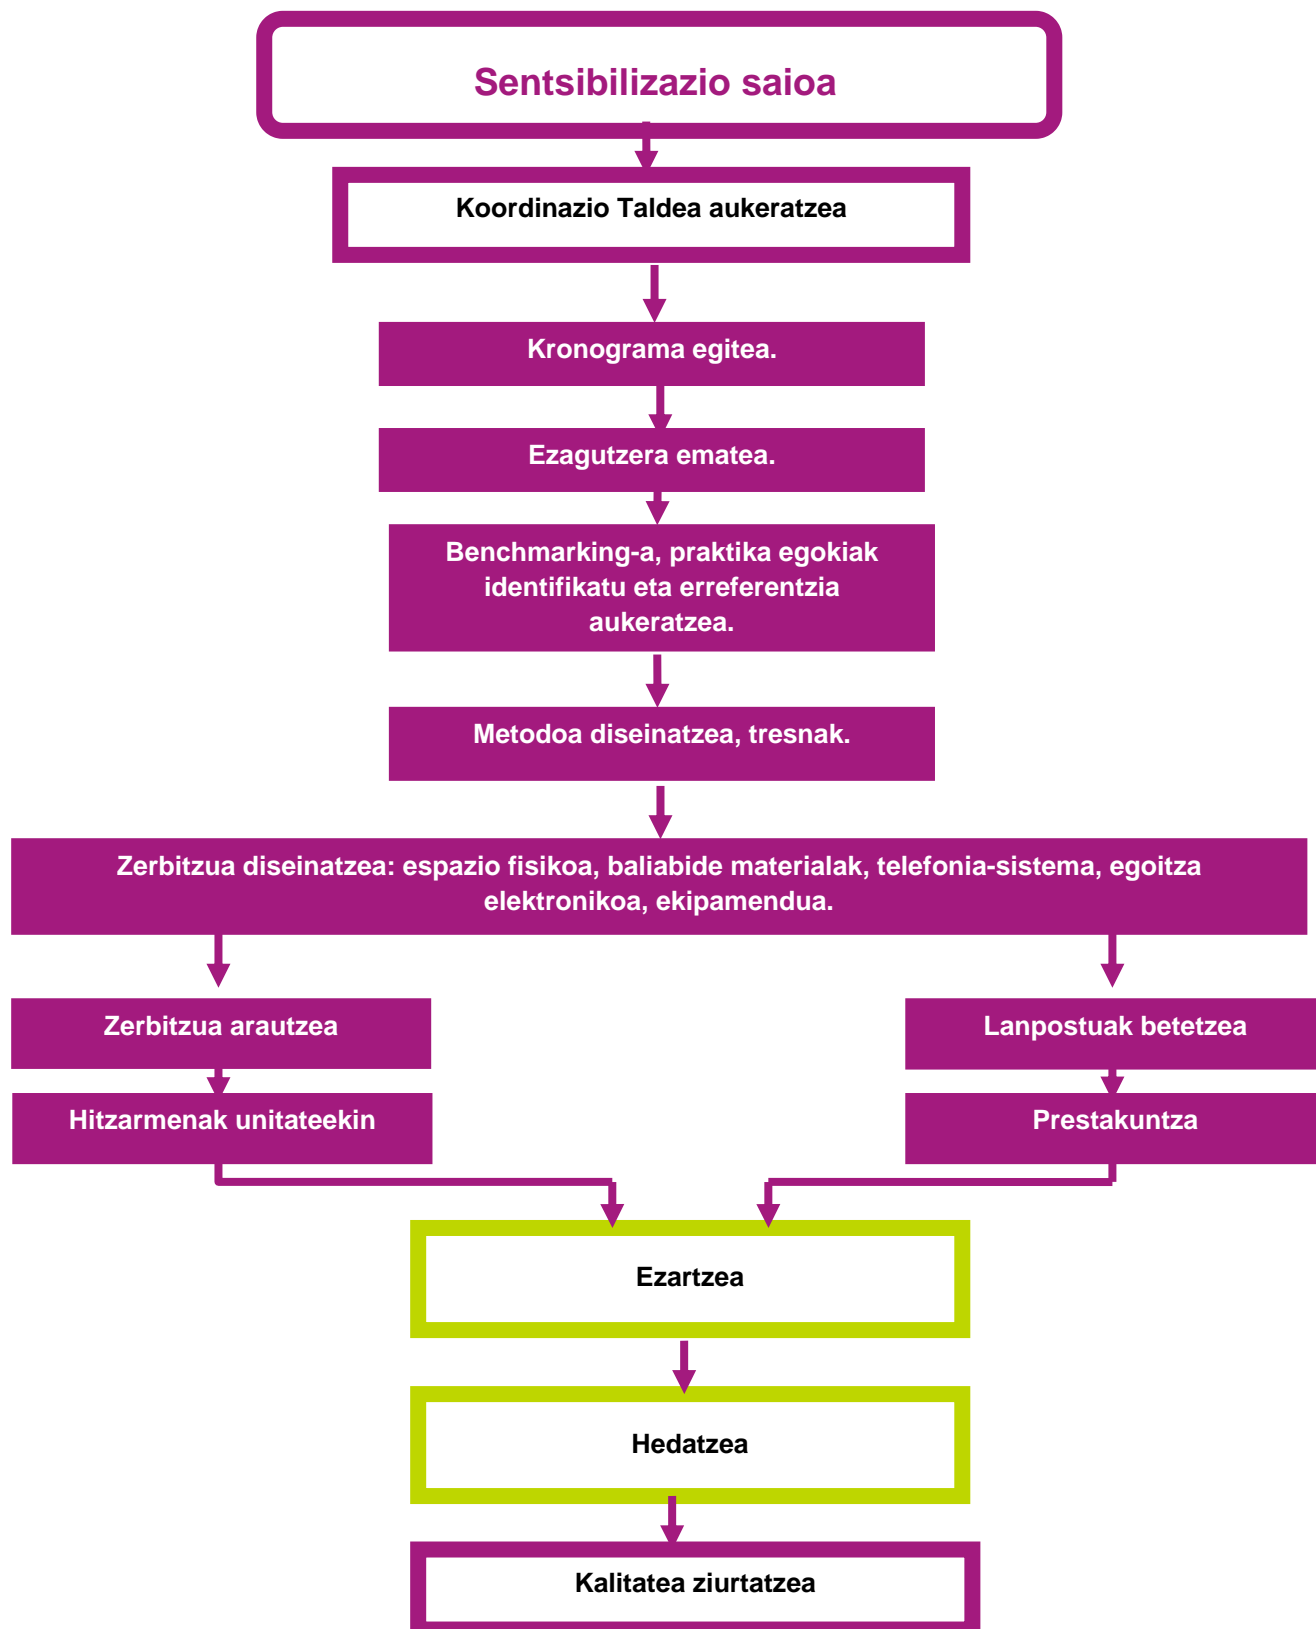 Sentsibilizazio saioa
Koordinazio Taldea aukeratzea
Kronograma egitea.
Ezagutzera ematea.
Benchmarking-a, praktika egokiak
identifikatu eta erreferentzia
aukeratzea.
Metodoa diseinatzea, tresnak.
Zerbitzua diseinatzea: espazio fisikoa, baliabide materialak, telefonia-sistema, egoitza
elektronikoa, ekipamendua.
Zerbitzua arautzea
Lanpostuak betetzea
Hitzarmenak unitateekin
Prestakuntza
Ezartzea
Hedatzea
Kalitatea ziurtatzea